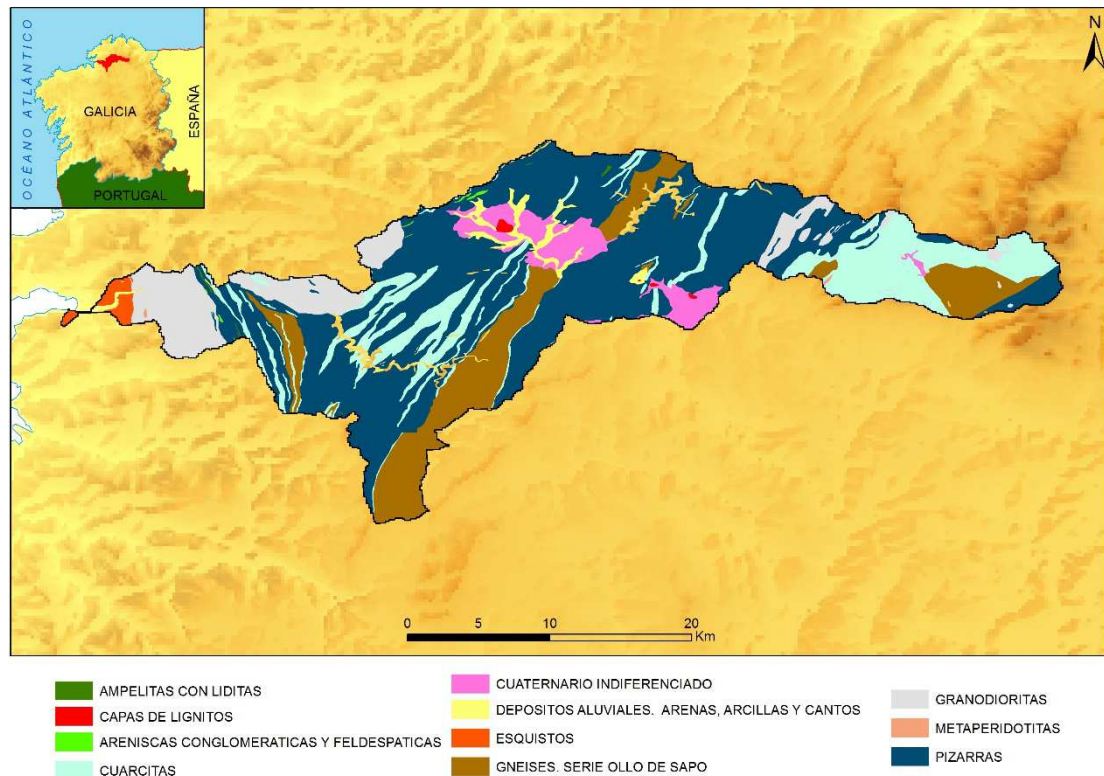 N
OCÉANO ATLÁNTICO
GALICIA
ESPAÑA
PORTUGAL
0 5 10 20
Km
AMPELITAS CON LIDITAS
CAPAS DE LIGNITOS
ARENISCAS CONGLOMERATICAS Y FELDESPATICAS
CUARCITAS
CUATERNARIO INDIFERENCIADO
DEPOSITOS ALUVIALES. ARENAS, ARCILLAS Y CANTOS
ESQUISTOS
GNEISES. SERIE OLLO DE SAPO
GRANODIORITAS
METAPERIDOTITAS
PIZARRAS